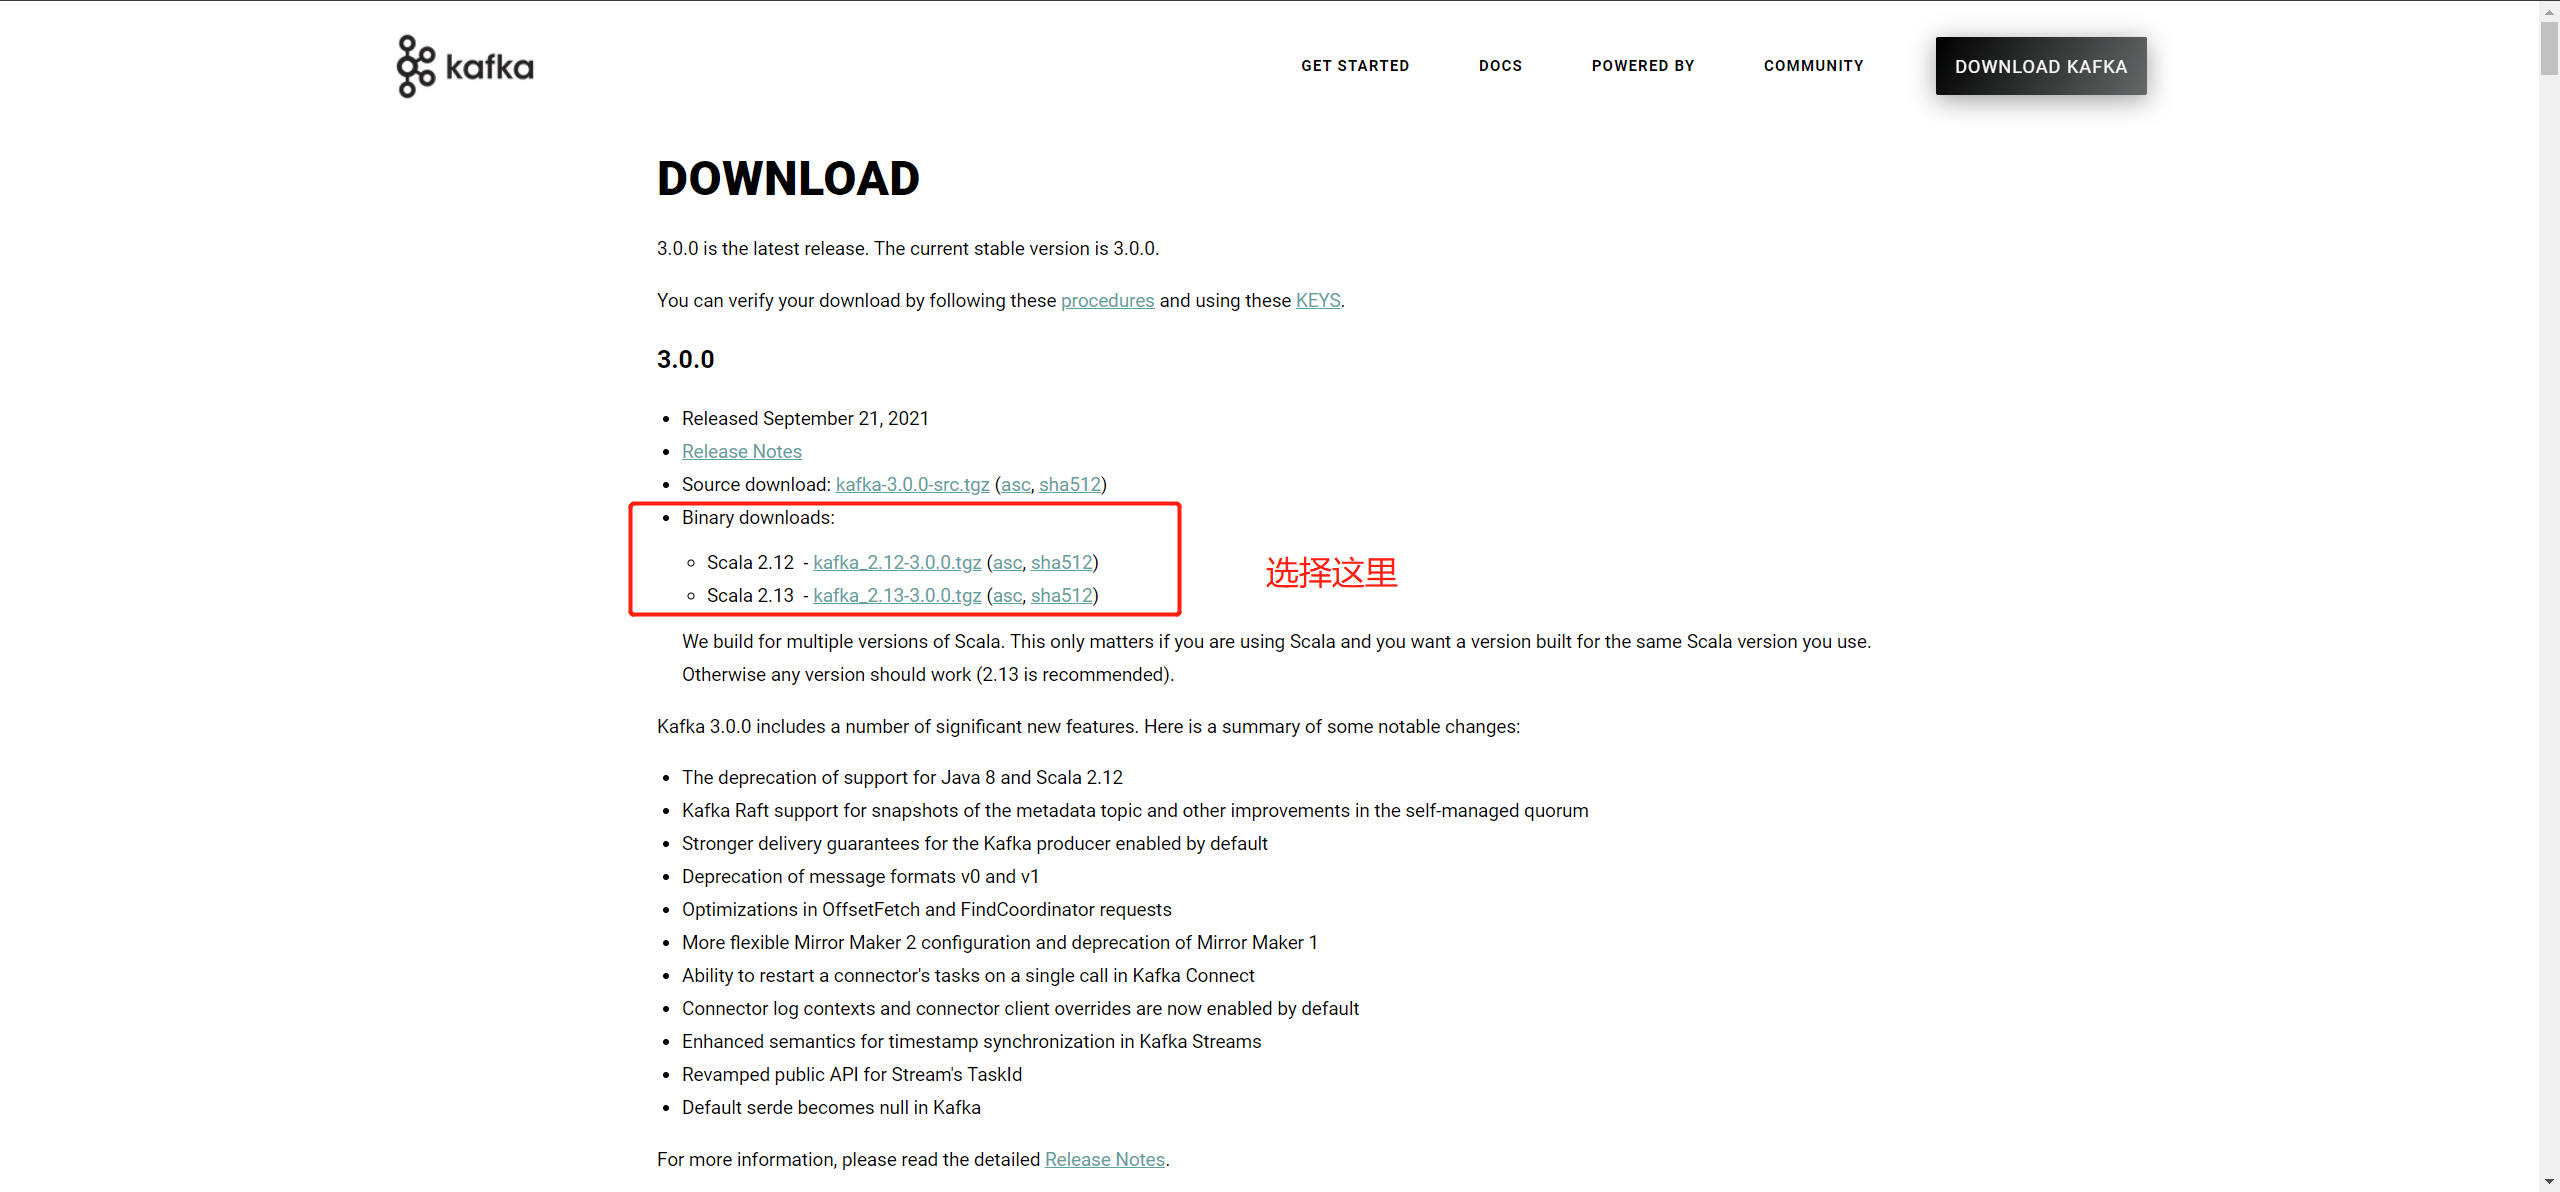 kafka
GET STARTED
DOCS
POWERED BY
COMMUNITY
DOWNLOAD KAFKA
DOWNLOAD
3.0.0 is the latest release. The current stable version is 3.0.0.
You can verify your download by following these procedures and using these KEYS.
3.0.0
Released September 21, 2021
Release Notes
Source download: kafka-3.0.0-src.tgz (asc, sha512)
Binary downloads:
Scala 2.12 - kafka_2.12-3.0.0.tgz (asc, sha512)
选择这里
Scala 2.13 - kafka_2.13-3.0.0.tgz (asc, sha512)
We build for multiple versions of Scala. This only matters if you are using Scala and you want a version built for the same Scala version you use.
Otherwise any version should work (2.13 is recommended).
Kafka 3.0.0 includes a number of significant new features. Here is a summary of some notable changes:
The deprecation of support for Java 8 and Scala 2.12
Kafka Raft support for snapshots of the metadata topic and other improvements in the self-managed quorum
Stronger delivery guarantees for the Kafka producer enabled by default
Deprecation of message formats v0 and v1
Optimizations in OffsetFetch and FindCoordinator requests
More flexible Mirror Maker 2 configuration and deprecation of Mirror Maker 1
Ability to restart a connector's tasks on a single call in Kafka Connect
Connector log contexts and connector client overrides are now enabled by default
Enhanced semantics for timestamp synchronization in Kafka Streams
Revamped public API for Stream's TaskId
Default serde becomes null in Kafka
For more information, please read the detailed Release Notes.